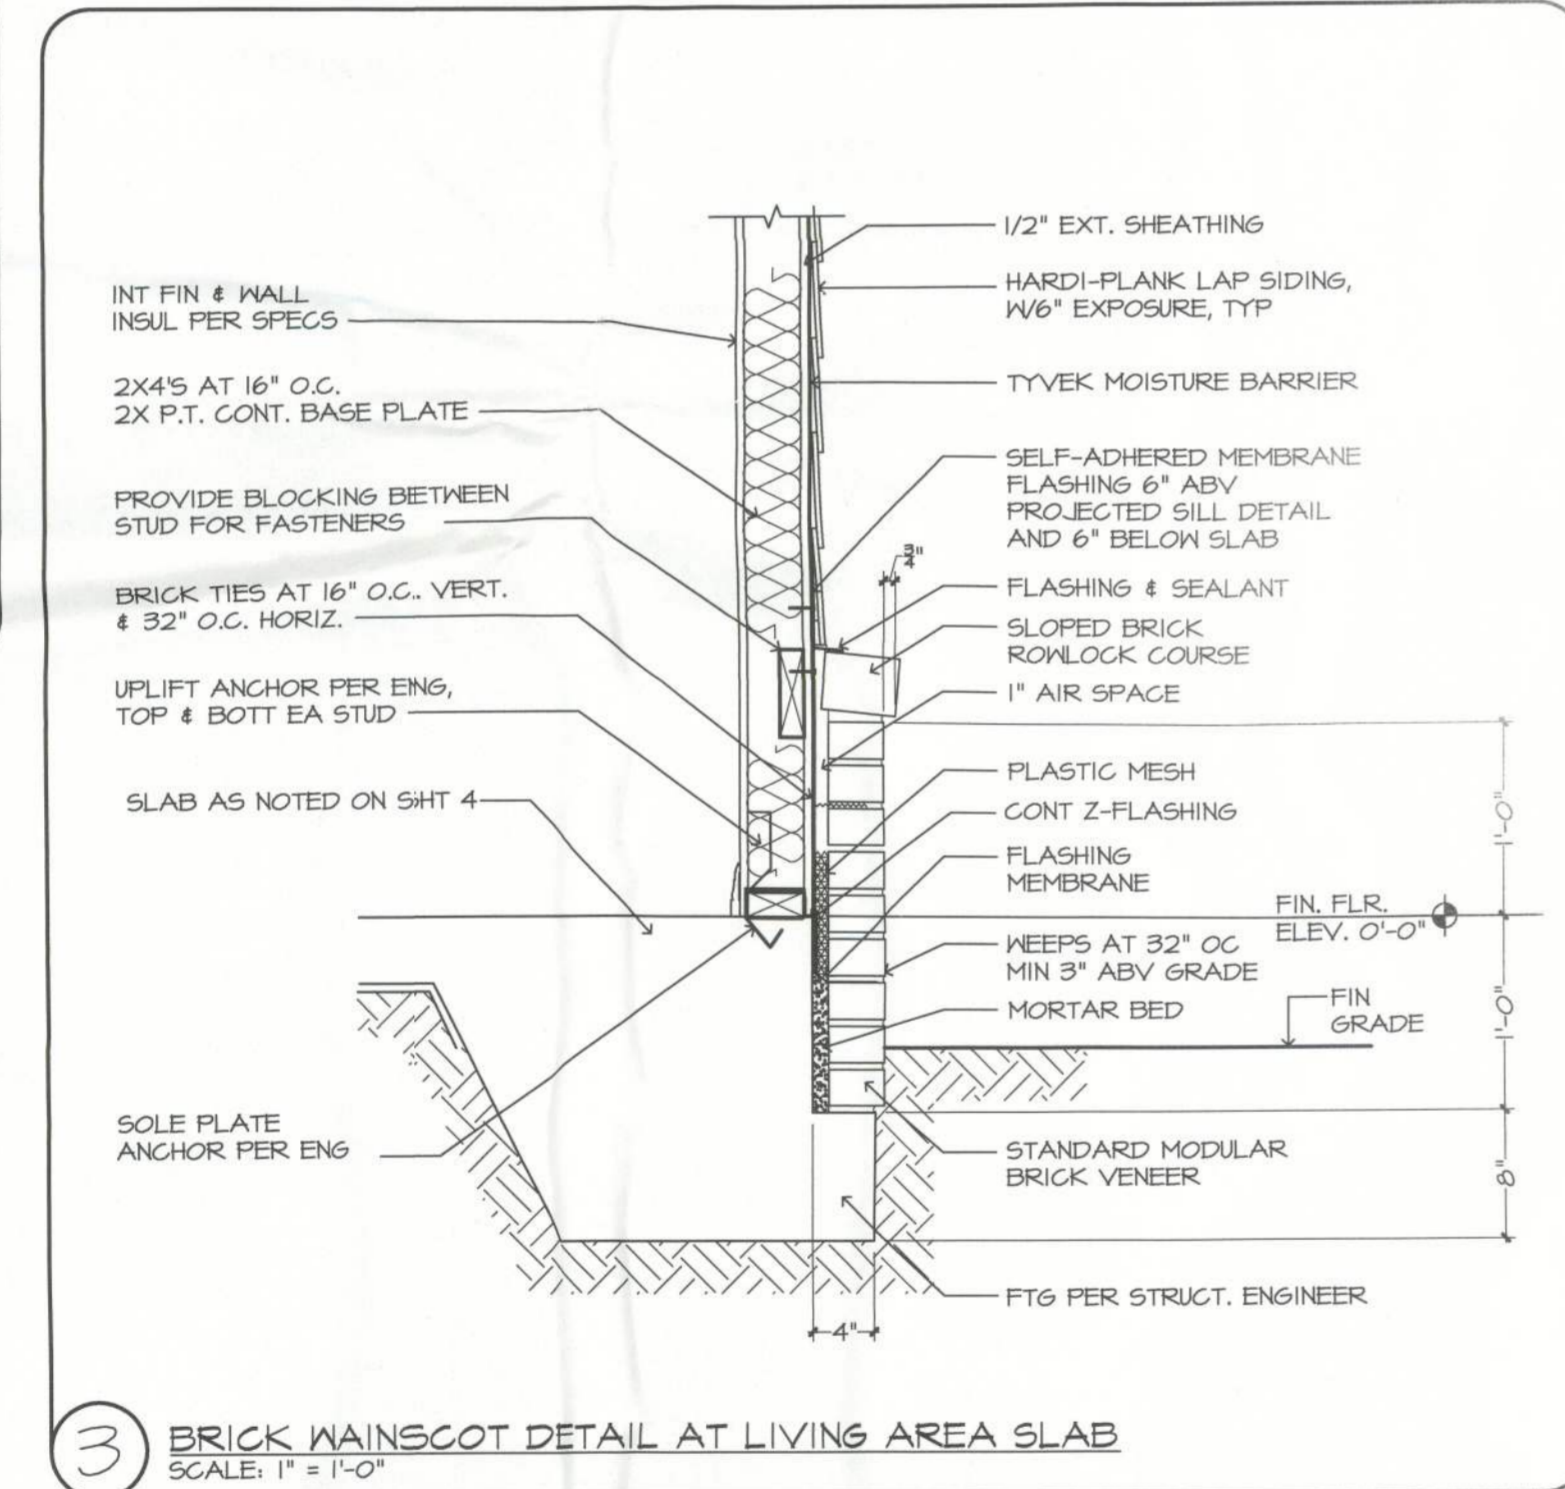 INT FIN & WALL
INSUL PER SPECS
2X4'S AT 16" O.C.
2X P.T. CONT. BASE PLATE
PROVIDE BLOCKING BETWEEN
STUD FOR FASTENERS
BRICK TIES AT 16" O.C.. VERT.
& 32" O.C. HORIZ.
UPLIFT ANCHOR PER ENG,
TOP & BOTT EA STUD
SLAB AS NOTED ON SHT 4
SOLE PLATE
ANCHOR PER ENG
1/2" EXT. SHEATHING
HARDI-PLANK LAP SIDING,
W/6" EXPOSURE, TYP
TYVEK MOISTURE BARRIER
SELF-ADHERED MEMBRANE
FLASHING 6" ABV
PROJECTED SILL DETAIL
AND 6" BELOW SLAB
3/4"
FLASHING & SEALANT
SLOPED BRICK
ROWLOCK COURSE
1" AIR SPACE
PLASTIC MESH
CONT Z-FLASHING
FLASHING
MEMBRANE
WEEPS AT 32" OC
MIN 3" ABV GRADE
MORTAR BED
STANDARD MODULAR
BRICK VENEER
FTG PER STRUCT. ENGINEER
1'-0"
FIN. FLR.
ELEV. 0'-0"
1'-0"
FIN
GRADE
8"
4"
3
BRICK WAINSCOT DETAIL AT LIVING AREA SLAB
SCALE: 1" = 1'-0"